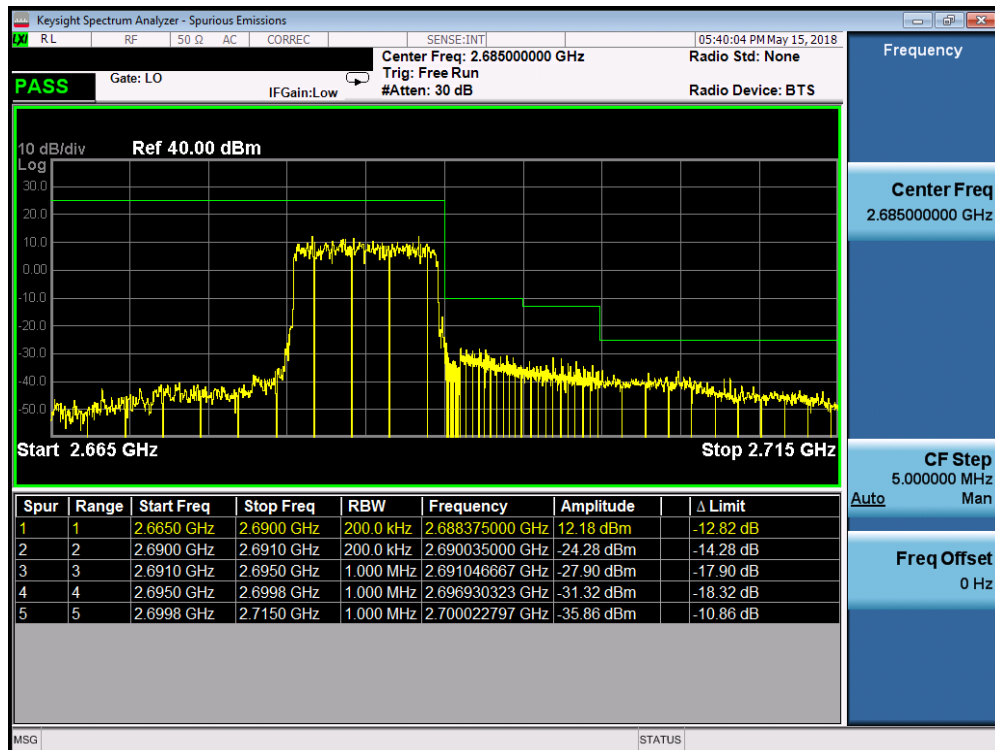 Keysight Spectrum Analyzer - Spurious Emissions
LXI RL RF 50 Ω AC CORREC SENSE:INT 05:40:04 PM May 15, 2018
Center Freq: 2.685000000 GHz Radio Std: None
Trig: Free Run
PASS Gate: LO IFGain:Low #Atten: 30 dB Radio Device: BTS
Frequency
10 dB/div Ref 40.00 dBm
Log
30.0
20.0
10.0
0.00
-10.0
-20.0
-30.0
-40.0
-50.0
Start 2.665 GHz Stop 2.715 GHz
Center Freq
2.685000000 GHz
CF Step
5.000000 MHz
Auto Man
Freq Offset
0 Hz
Spur Range Start Freq Stop Freq RBW Frequency Amplitude Δ Limit
1 1 2.6650 GHz 2.6900 GHz 200.0 kHz 2.688375000 GHz 12.18 dBm -12.82 dB
2 2 2.6900 GHz 2.6910 GHz 200.0 kHz 2.690035000 GHz -24.28 dBm -14.28 dB
3 3 2.6910 GHz 2.6950 GHz 1.000 MHz 2.691046667 GHz -27.90 dBm -17.90 dB
4 4 2.6950 GHz 2.6998 GHz 1.000 MHz 2.696930323 GHz -31.32 dBm -18.32 dB
5 5 2.6998 GHz 2.7150 GHz 1.000 MHz 2.700022797 GHz -35.86 dBm -10.86 dB
MSG STATUS